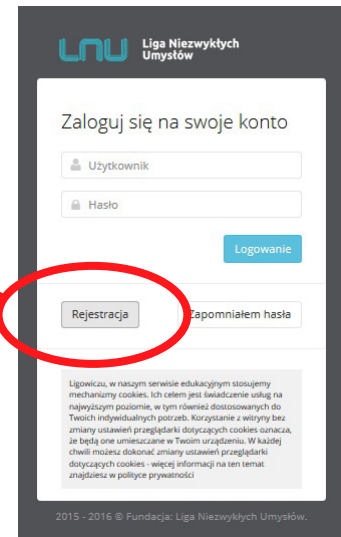 LNU Liga Niezwykłych
Umysłów
Zaloguj się na swoje konto
Użytkownik
Hasło
Logowanie
Rejestracja
Zapomniałem hasła
Ligowiczu, w naszym serwisie edukacyjnym stosujemy
mechanizmy cookies. Ich celem jest świadczenie usług na
najwyższym poziomie, w tym również dostosowanych do
Twoich indywidualnych potrzeb. Korzystanie z witryny bez
zmiany ustawień przeglądarki dotyczących cookies oznacza,
że będą one umieszczane w Twoim urządzeniu. W każdej
chwili możesz dokonać zmiany ustawień przeglądarki
dotyczących cookies - więcej informacji na ten temat
znajdziesz w polityce prywatności
2015 - 2016 © Fundacja: Liga Niezwykłych Umysłów.